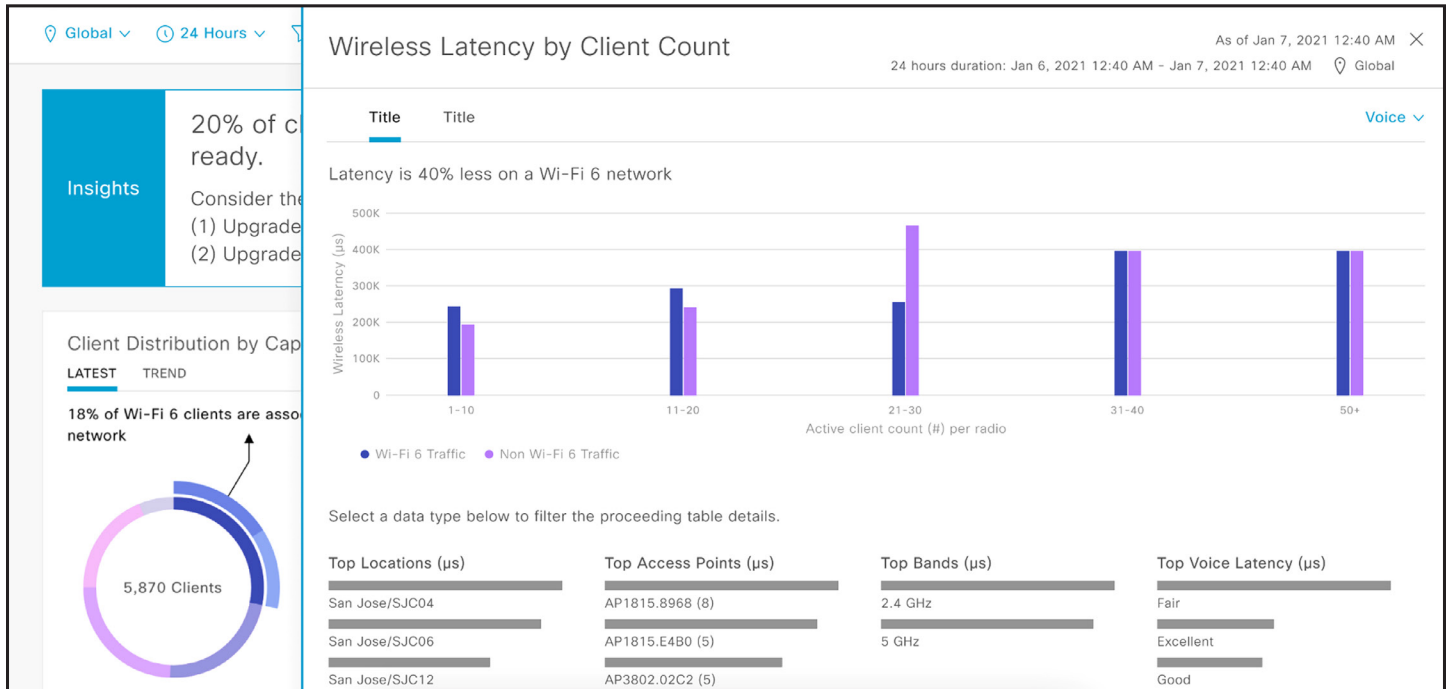 Global
24 Hours
Insights
20% of cl
ready.
Consider the
(1) Upgrade
(2) Upgrade
Client Distribution by Cap
LATEST TREND
18% of Wi-Fi 6 clients are asso
network
5,870 Clients
Wireless Latency by Client Count
As of Jan 7, 2021 12:40 AM
24 hours duration: Jan 6, 2021 12:40 AM - Jan 7, 2021 12:40 AM Global
Title Title
Voice
Latency is 40% less on a Wi-Fi 6 network
Wireless Laterncy (µs)
500K
400K
300K
200K
100K
0
1-10 11-20 21-30 31-40 50+
Active client count (#) per radio
Wi-Fi 6 Traffic Non Wi-Fi 6 Traffic
Select a data type below to filter the proceeding table details.
Top Locations (µs)
San Jose/SJC04
San Jose/SJC06
San Jose/SJC12
Top Access Points (µs)
AP1815.8968 (8)
AP1815.E4B0 (5)
AP3802.02C2 (5)
Top Bands (µs)
2.4 GHz
5 GHz
Top Voice Latency (µs)
Fair
Excellent
Good